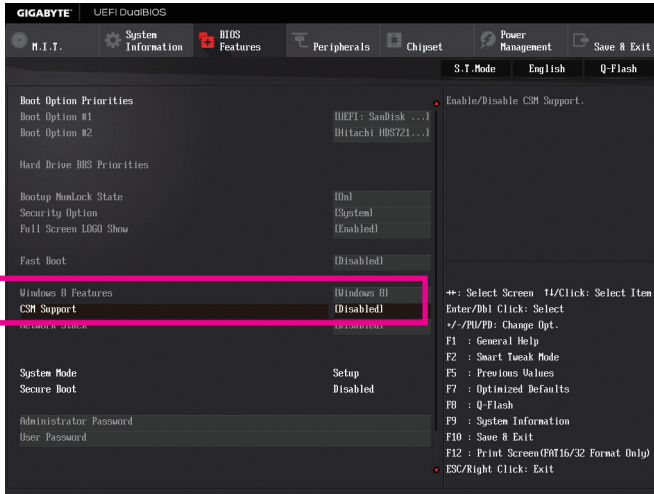 GIGABYTE™ UEFI DualBIOS
M.I.T. System Information BIOS Features Peripherals Chipset Power Management Save & Exit
S.T.Mode English Q-Flash
Boot Option Priorities
Boot Option #1 [UEFI: SanDisk ...]
Boot Option #2 [Hitachi HDS721...]
Hard Drive BBS Priorities
Bootup NumLock State [On]
Security Option [System]
Full Screen LOGO Show [Enabled]
Fast Boot [Disabled]
Windows 8 Features [Windows 8]
CSM Support [Disabled]
Network Stack [Disabled]
System Mode Setup
Secure Boot Disabled
Administrator Password
User Password
Enable/Disable CSM Support.
→←: Select Screen ↑↓/Click: Select Item
Enter/Dbl Click: Select
+/-/PU/PD: Change Opt.
F1 : General Help
F2 : Smart Tweak Mode
F5 : Previous Values
F7 : Optimized Defaults
F8 : Q-Flash
F9 : System Information
F10 : Save & Exit
F12 : Print Screen(FAT16/32 Format Only)
ESC/Right Click: Exit